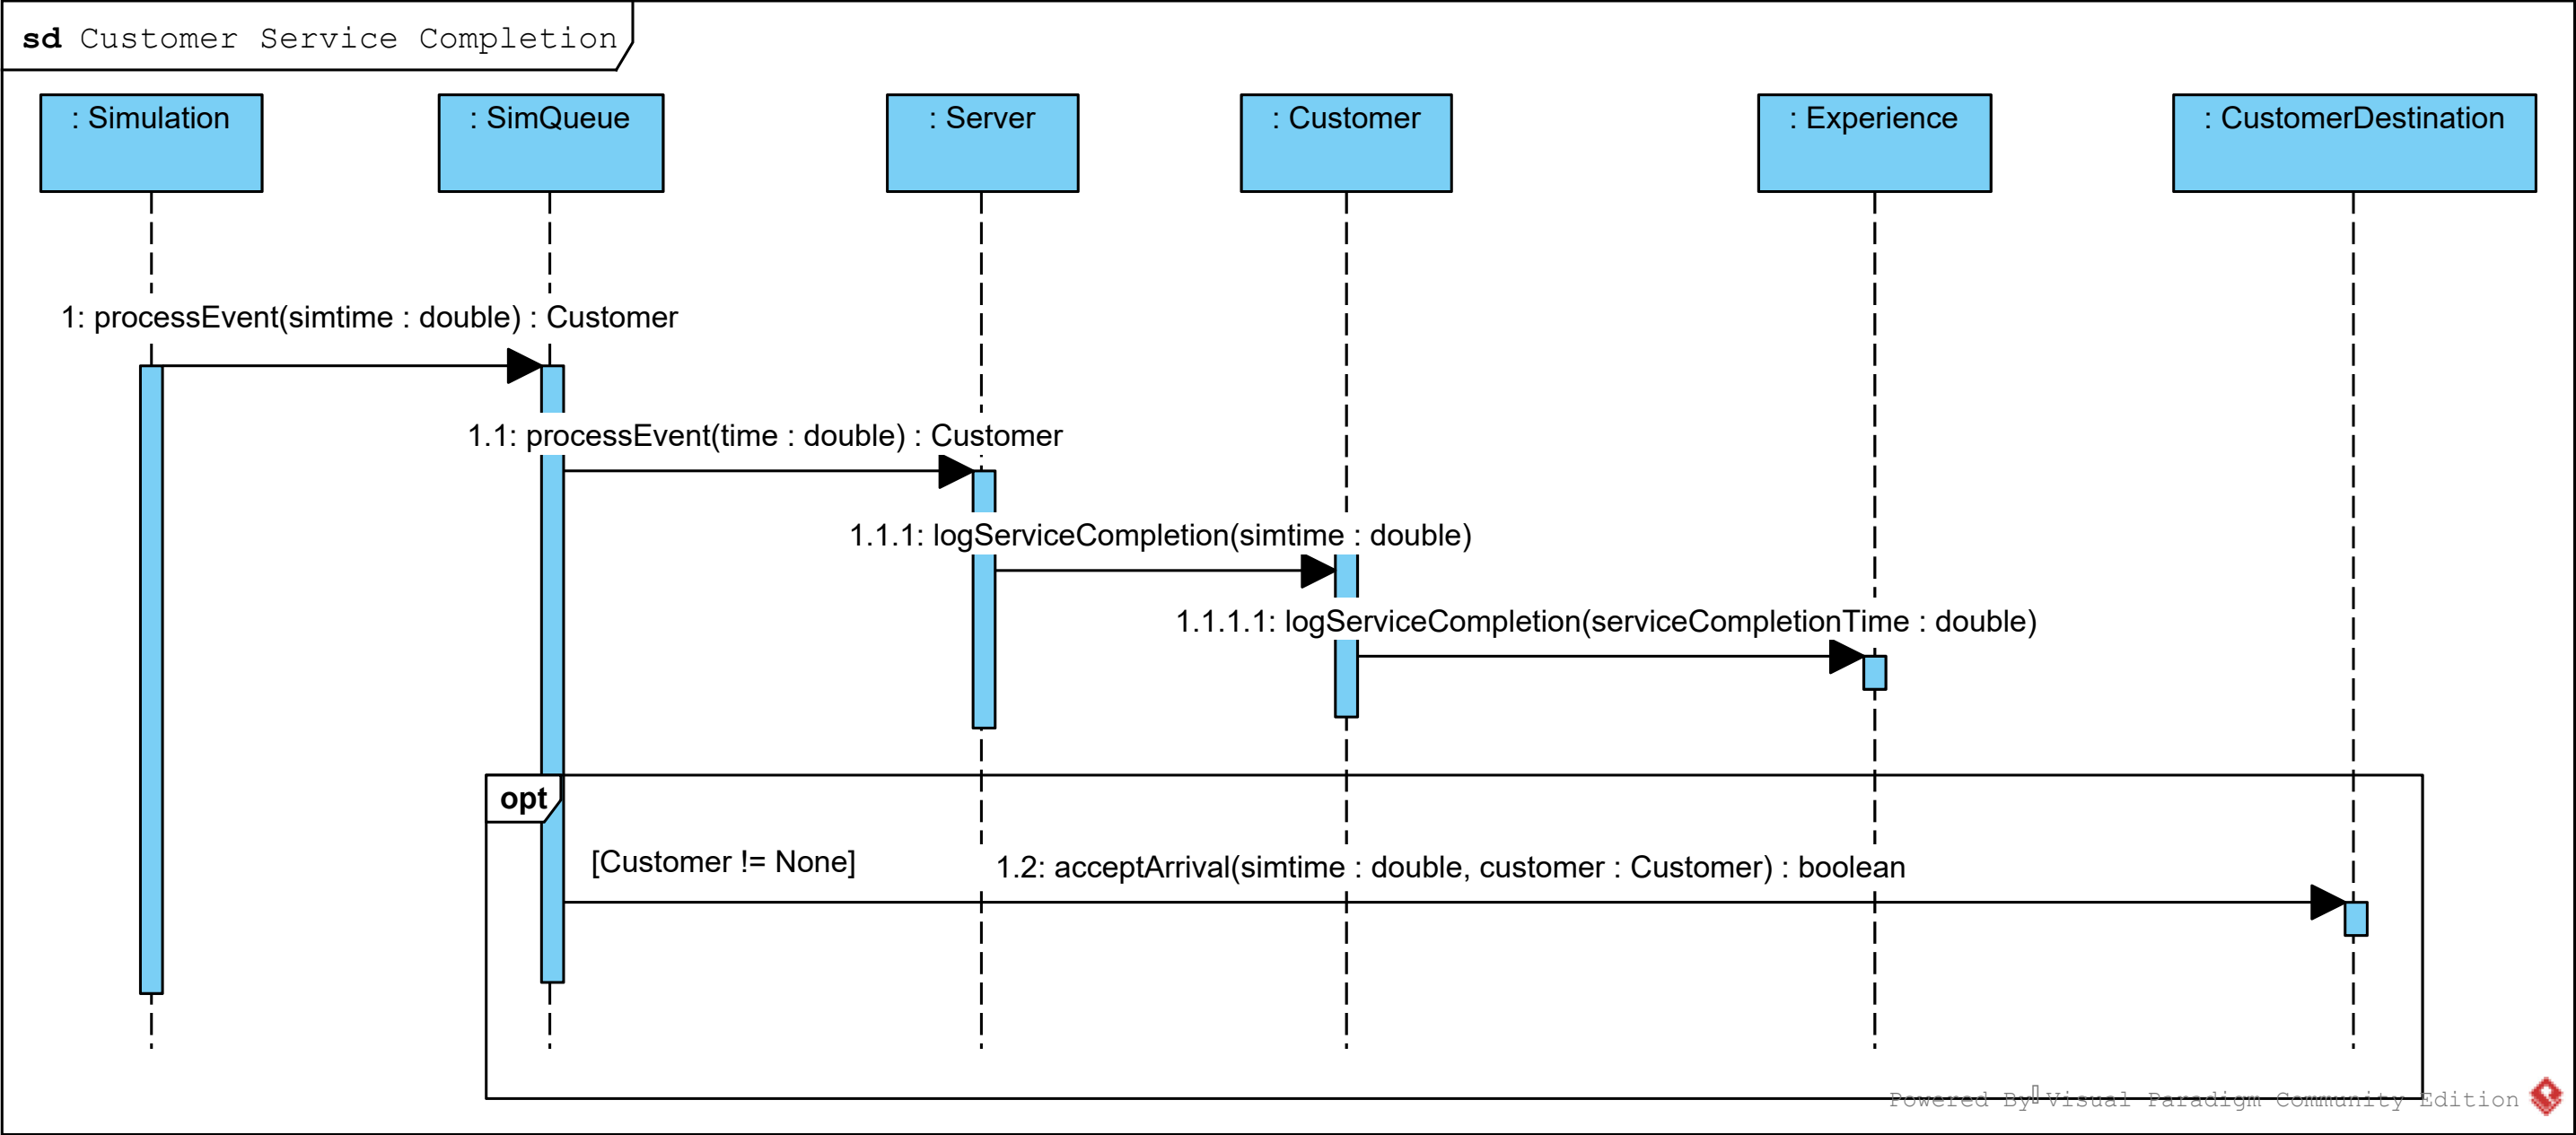 sd Customer Service Completion
: Simulation
: SimQueue
: Server
: Customer
: Experience
: CustomerDestination
1: processEvent(simtime : double) : Customer
1.1: processEvent(time : double) : Customer
1.1.1: logServiceCompletion(simtime : double)
1.1.1.1: logServiceCompletion(serviceCompletionTime : double)
opt
[Customer != None]
1.2: acceptArrival(simtime : double, customer : Customer) : boolean
Powered By Visual Paradigm Community Edition